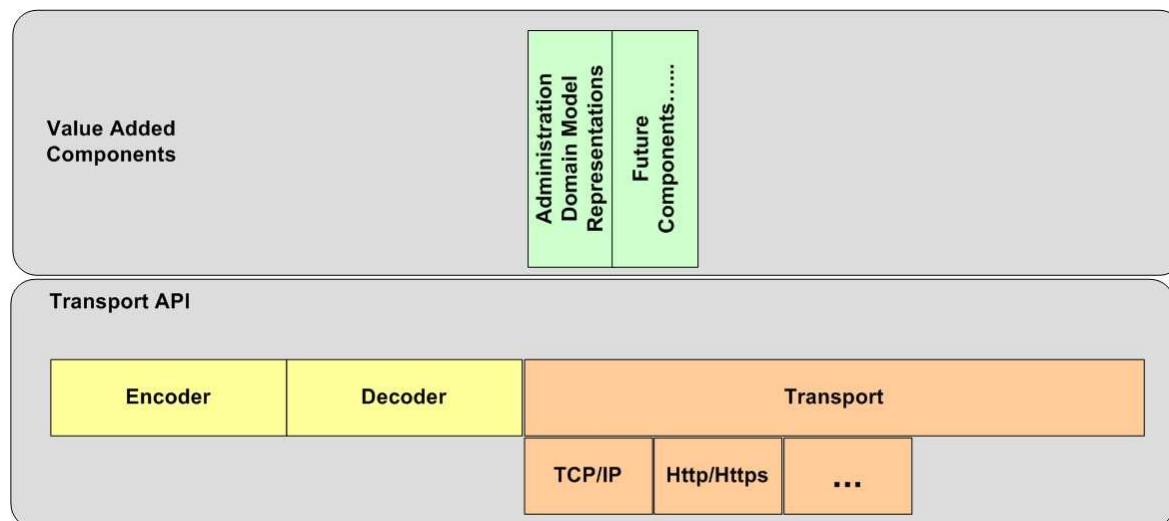 Value Added
Components
Administration
Domain Model
Representations
Future
Components......
Transport API
Encoder
Decoder
Transport
TCP/IP
Http/Https
...